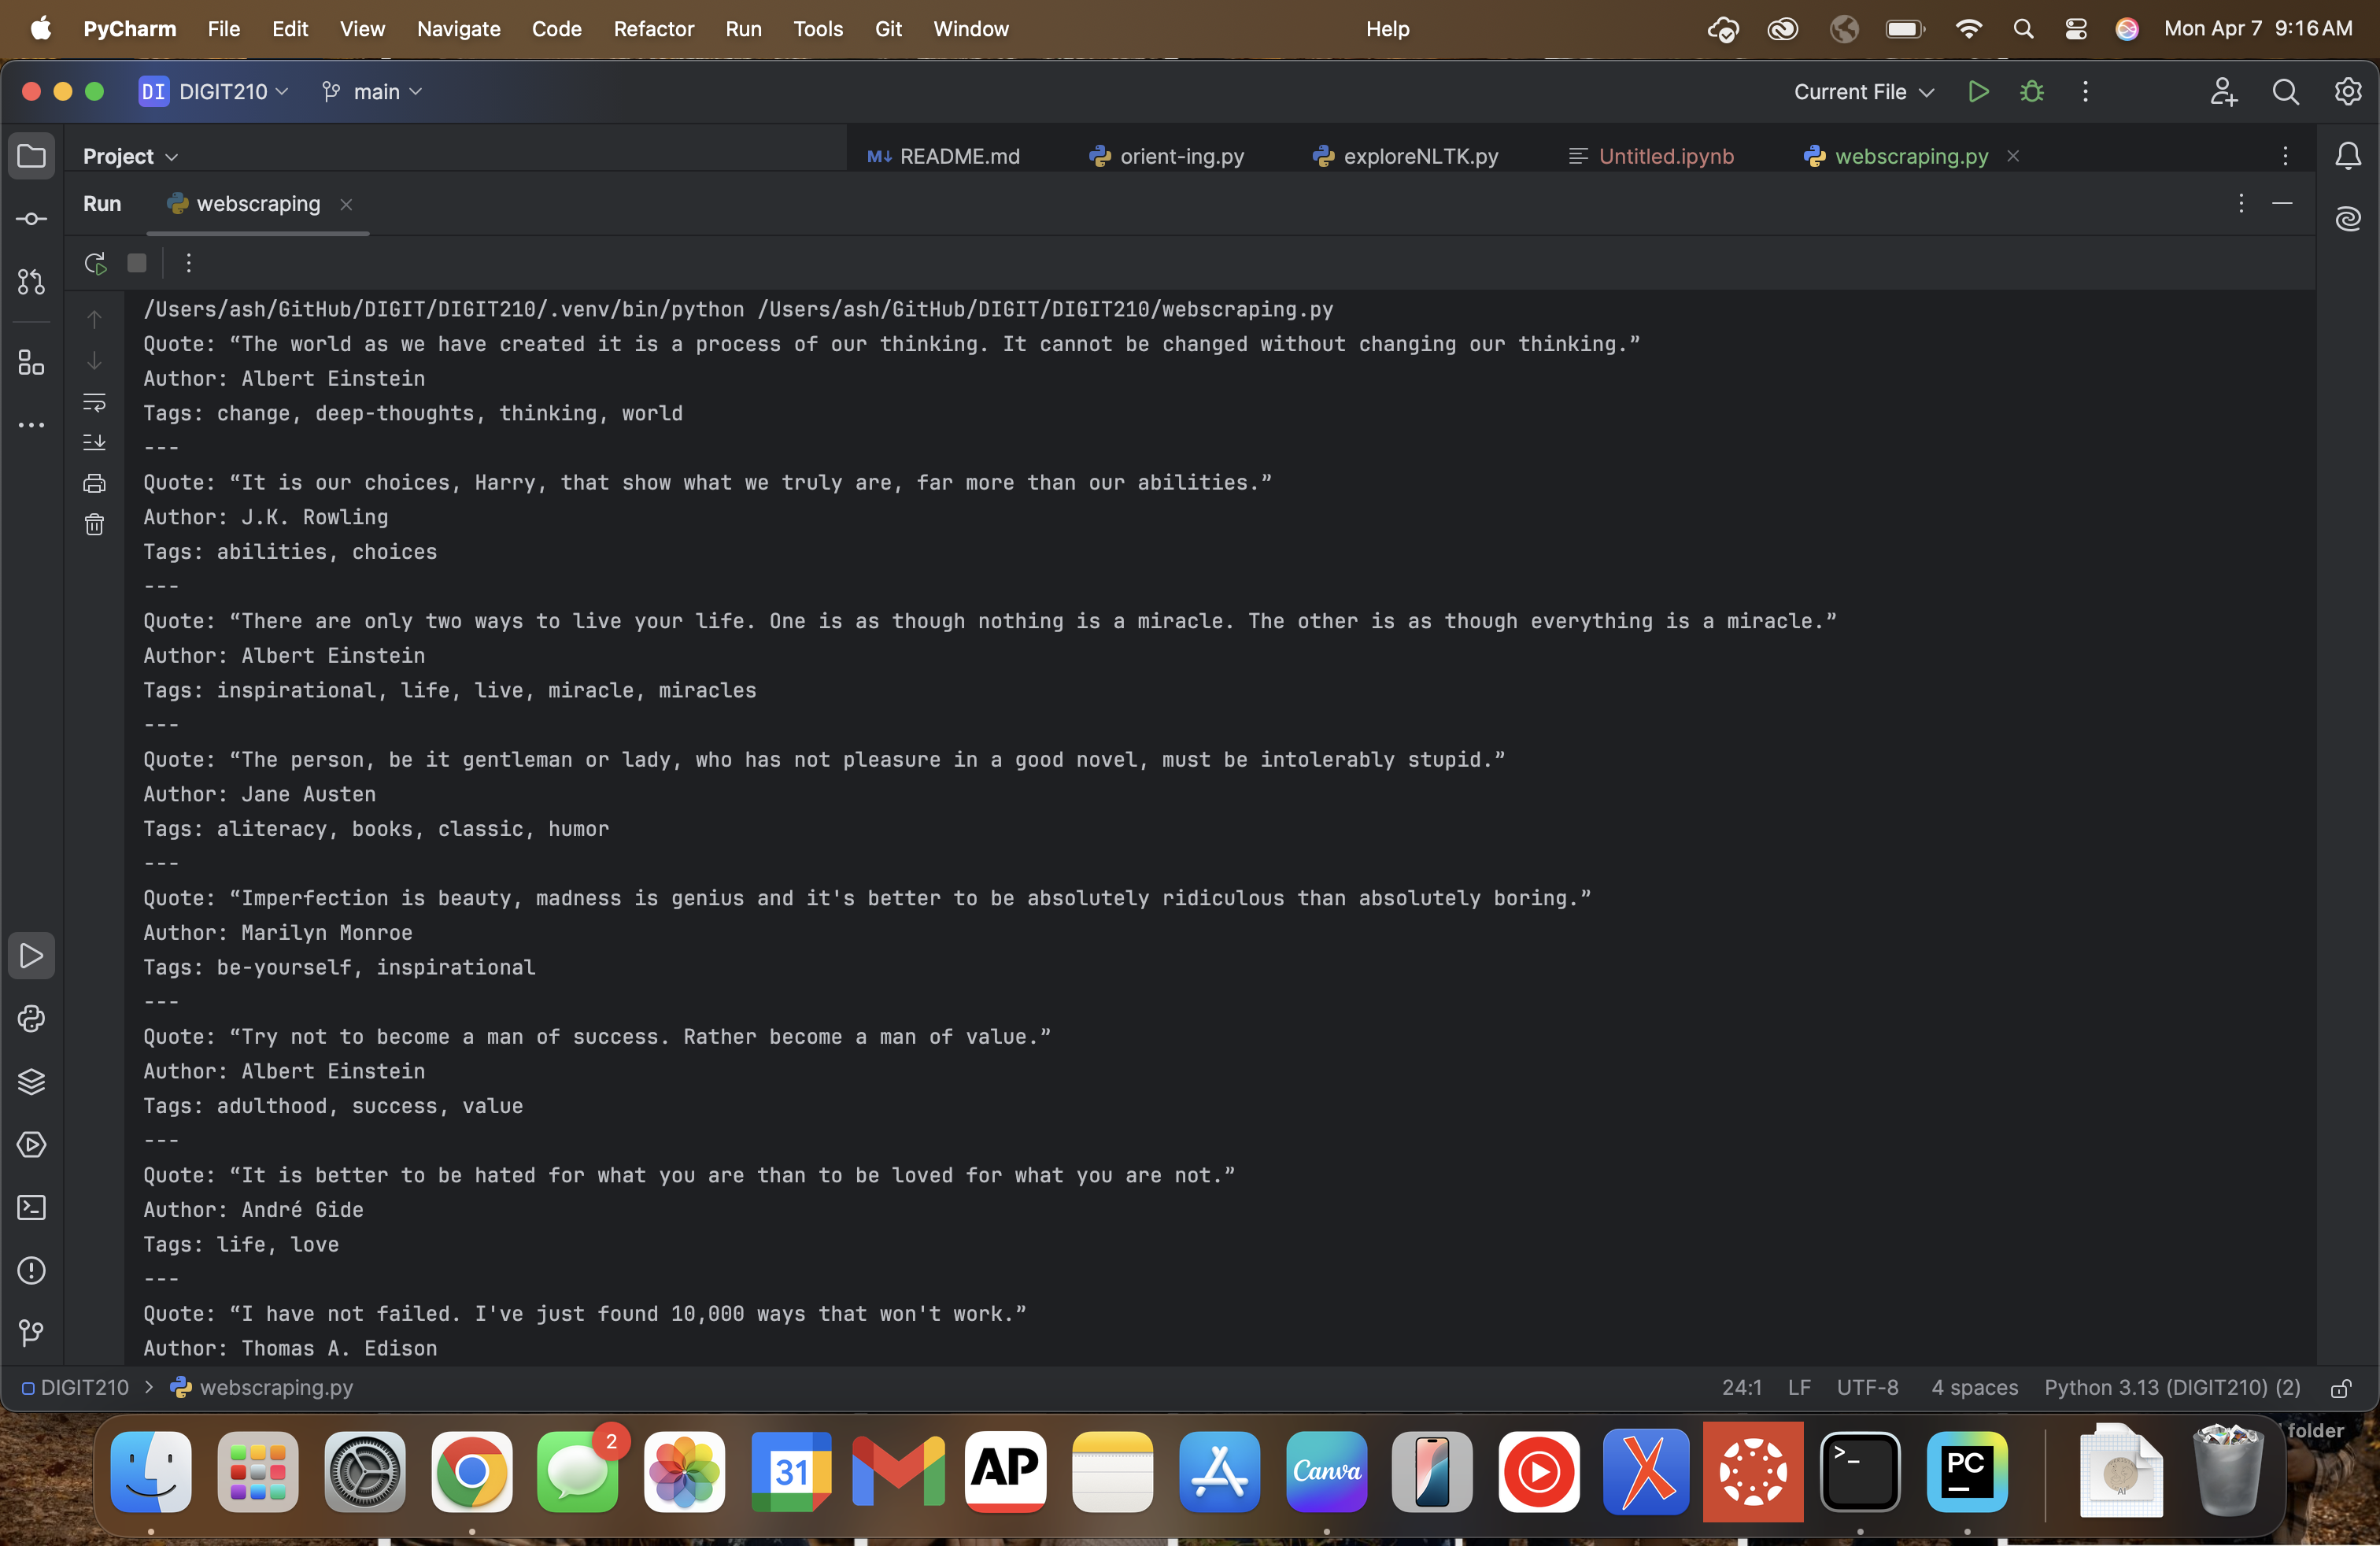 PyCharm File Edit View Navigate Code Refactor Run Tools Git Window Help Mon Apr 7 9:16 AM
DI DIGIT210 main Current File
Project README.md orient-ing.py exploreNLTK.py Untitled.ipynb webscraping.py
Run webscraping
/Users/ash/GitHub/DIGIT/DIGIT210/.venv/bin/python /Users/ash/GitHub/DIGIT/DIGIT210/webscraping.py
Quote: “The world as we have created it is a process of our thinking. It cannot be changed without changing our thinking.”
Author: Albert Einstein
Tags: change, deep-thoughts, thinking, world
---
Quote: “It is our choices, Harry, that show what we truly are, far more than our abilities.”
Author: J.K. Rowling
Tags: abilities, choices
---
Quote: “There are only two ways to live your life. One is as though nothing is a miracle. The other is as though everything is a miracle.”
Author: Albert Einstein
Tags: inspirational, life, live, miracle, miracles
---
Quote: “The person, be it gentleman or lady, who has not pleasure in a good novel, must be intolerably stupid.”
Author: Jane Austen
Tags: aliteracy, books, classic, humor
---
Quote: “Imperfection is beauty, madness is genius and it's better to be absolutely ridiculous than absolutely boring.”
Author: Marilyn Monroe
Tags: be-yourself, inspirational
---
Quote: “Try not to become a man of success. Rather become a man of value.”
Author: Albert Einstein
Tags: adulthood, success, value
---
Quote: “It is better to be hated for what you are than to be loved for what you are not.”
Author: André Gide
Tags: life, love
---
Quote: “I have not failed. I've just found 10,000 ways that won't work.”
Author: Thomas A. Edison
DIGIT210 > webscraping.py 24:1 LF UTF-8 4 spaces Python 3.13 (DIGIT210) (2)
folder
2
31 AP Canva >_ PC